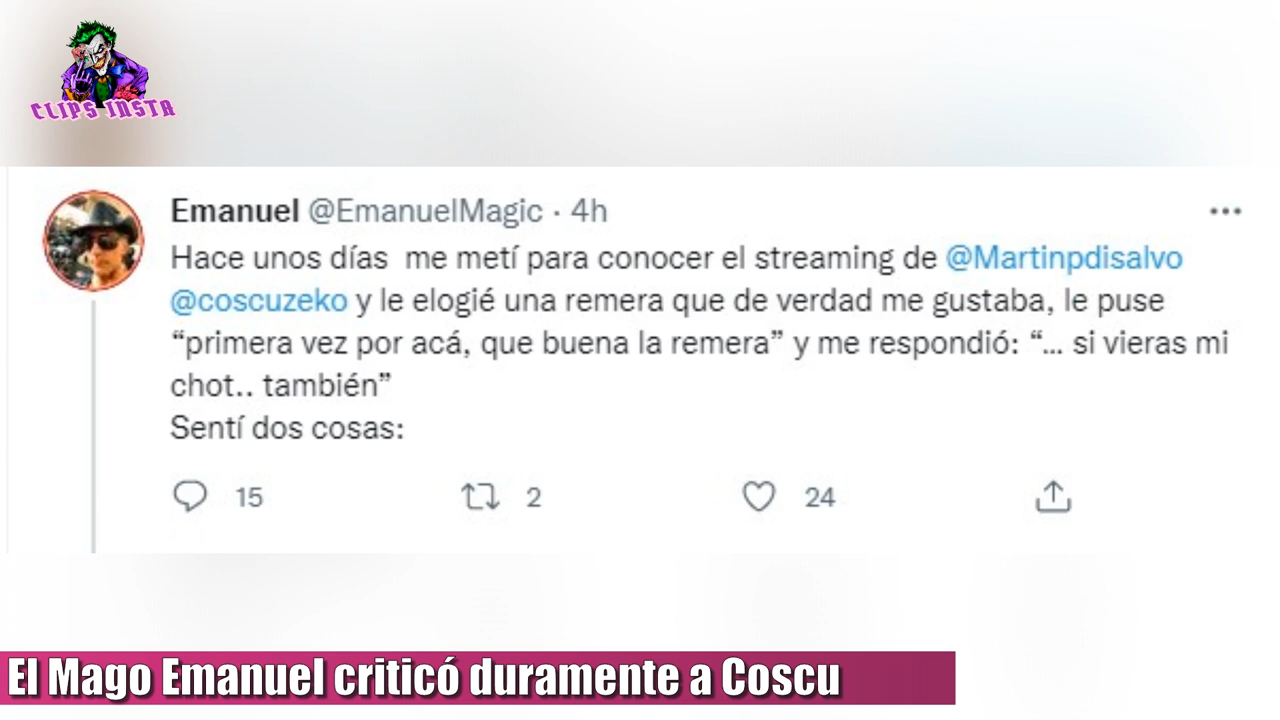 CLIPS INSTA
Emanuel @EmanuelMagic · 4h
Hace unos días me metí para conocer el streaming de @Martinpdisalvo
@coscuzeko y le elogié una remera que de verdad me gustaba, le puse
“primera vez por acá, que buena la remera” y me respondió: “... si vieras mi
chot.. también”
Sentí dos cosas:
15 2 24
El Mago Emanuel criticó duramente a Coscu